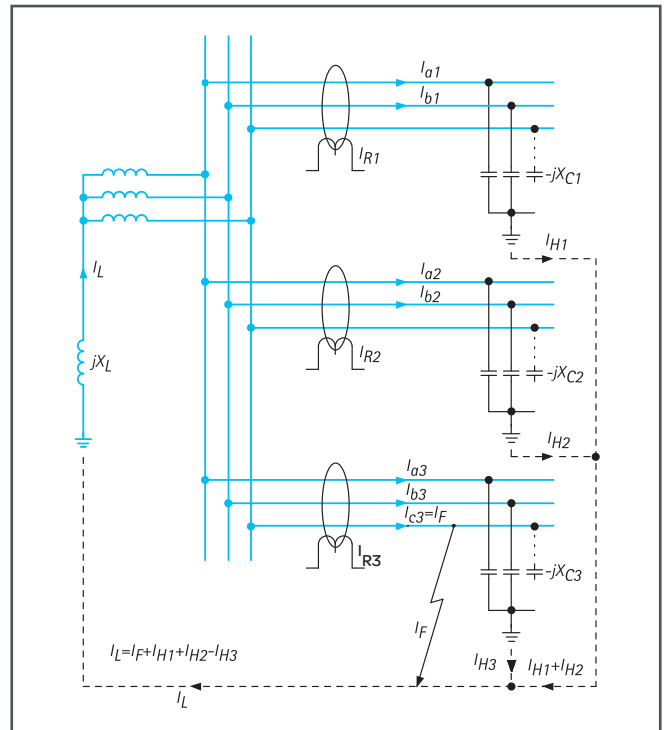 Ia1
Ib1
IR1
-jXC1
IH1
IL
Ia2
Ib2
IR2
jXL
-jXC2
IH2
Ia3
Ib3
Ic3=IF
IR3
-jXC3
IF
IL=IF+IH1+IH2-IH3
IH3
IH1+IH2
IL